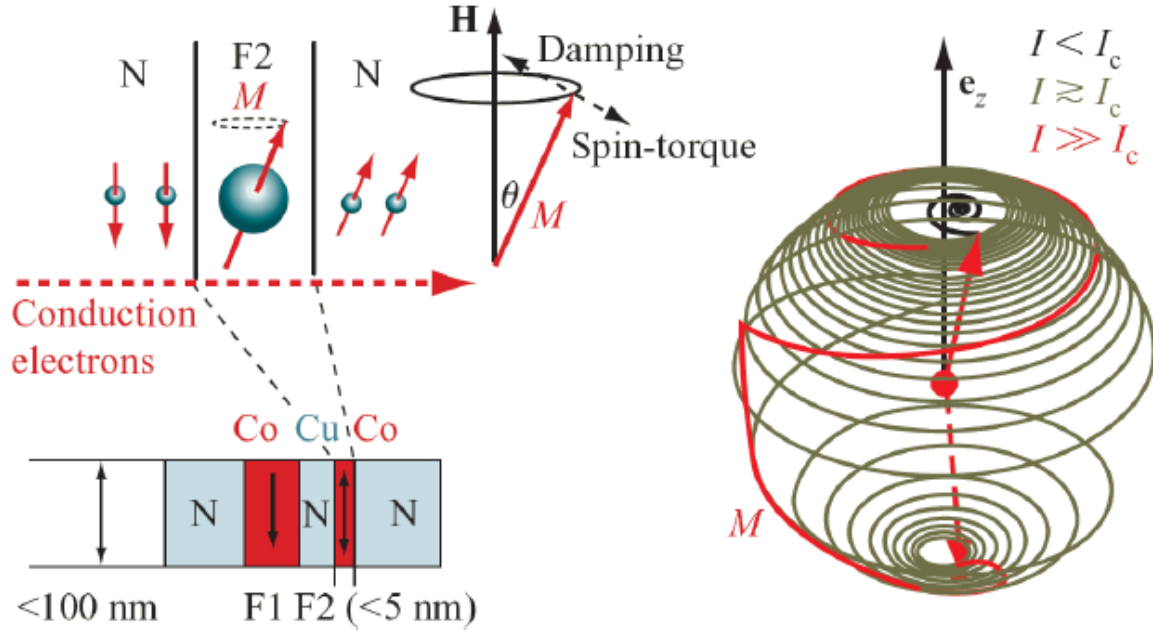 N
F2
M
N
H
Damping
Spin-torque
θ
M
Conduction
electrons
Co Cu Co
N N N
<100 nm F1 F2 (<5 nm)
e_z
I < I_c
I ≳ I_c
I ≫ I_c
M